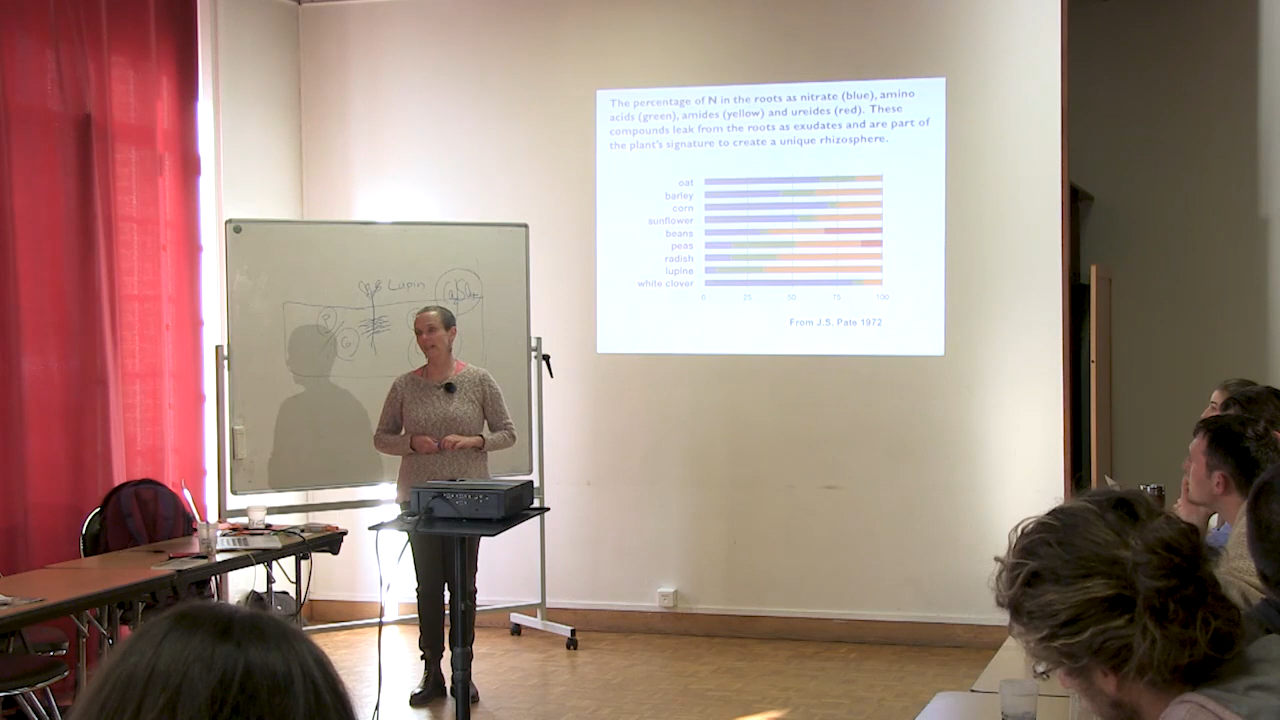 The percentage of N in the roots as nitrate (blue), amino
acids (green), amides (yellow) and ureides (red). These
compounds leak from the roots as exudates and are part of
the plant's signature to create a unique rhizosphere.
oat
barley
corn
sunflower
beans
peas
radish
lupine
white clover
0 25 50 75 100
From J.S. Pate 1972
Lupin
P
G